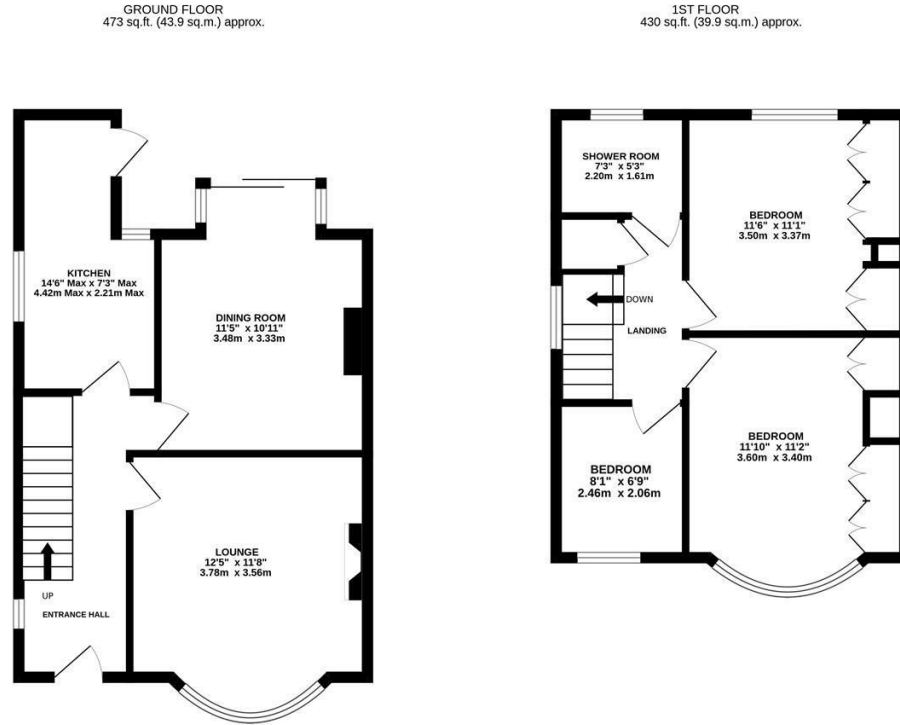 GROUND FLOOR
473 sq.ft. (43.9 sq.m.) approx.
1ST FLOOR
430 sq.ft. (39.9 sq.m.) approx.
KITCHEN
14'6" Max x 7'3" Max
4.42m Max x 2.21m Max
DINING ROOM
11'5" x 10'11"
3.48m x 3.33m
LOUNGE
12'5" x 11'8"
3.78m x 3.56m
UP
ENTRANCE HALL
SHOWER ROOM
7'3" x 5'3"
2.20m x 1.61m
BEDROOM
11'6" x 11'1"
3.50m x 3.37m
DOWN
LANDING
BEDROOM
11'10" x 11'2"
3.60m x 3.40m
BEDROOM
8'1" x 6'9"
2.46m x 2.06m